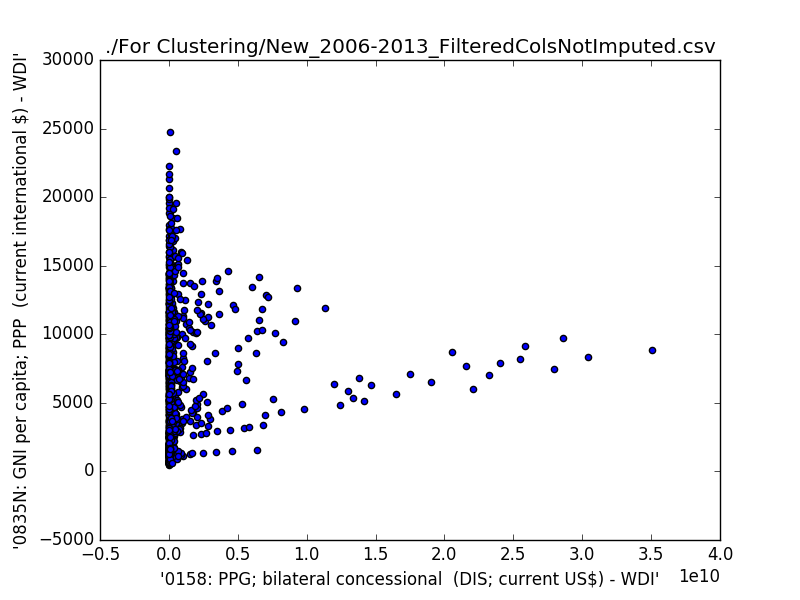 ./For Clustering/New_2006-2013_FilteredColsNotImputed.csv
30000
25000
20000
15000
10000
5000
0
−5000
'0835N: GNI per capita; PPP  (current international $) - WDI'
−0.5 0.0 0.5 1.0 1.5 2.0 2.5 3.0 3.5 4.0
1e10
'0158: PPG; bilateral concessional  (DIS; current US$) - WDI'